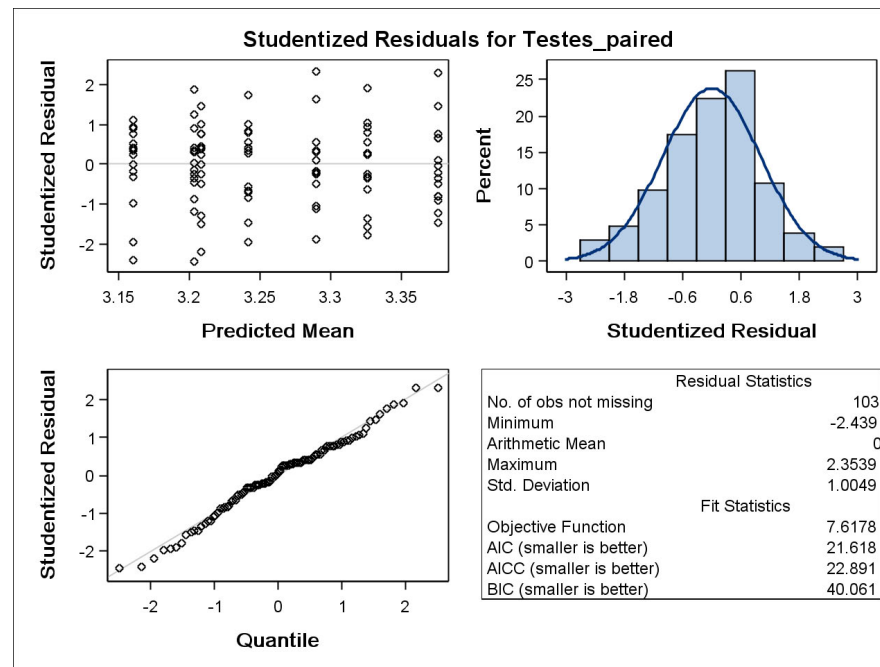 Studentized Residuals for Testes_paired
Studentized Residual
2
1
0
-1
-2
3.15 3.2 3.25 3.3 3.35
Predicted Mean
Percent
25
20
15
10
5
0
-3 -1.8 -0.6 0.6 1.8 3
Studentized Residual
Studentized Residual
2
1
0
-1
-2
-2 -1 0 1 2
Quantile
Residual Statistics
No. of obs not missing 103
Minimum -2.439
Arithmetic Mean 0
Maximum 2.3539
Std. Deviation 1.0049
Fit Statistics
Objective Function 7.6178
AIC (smaller is better) 21.618
AICC (smaller is better) 22.891
BIC (smaller is better) 40.061